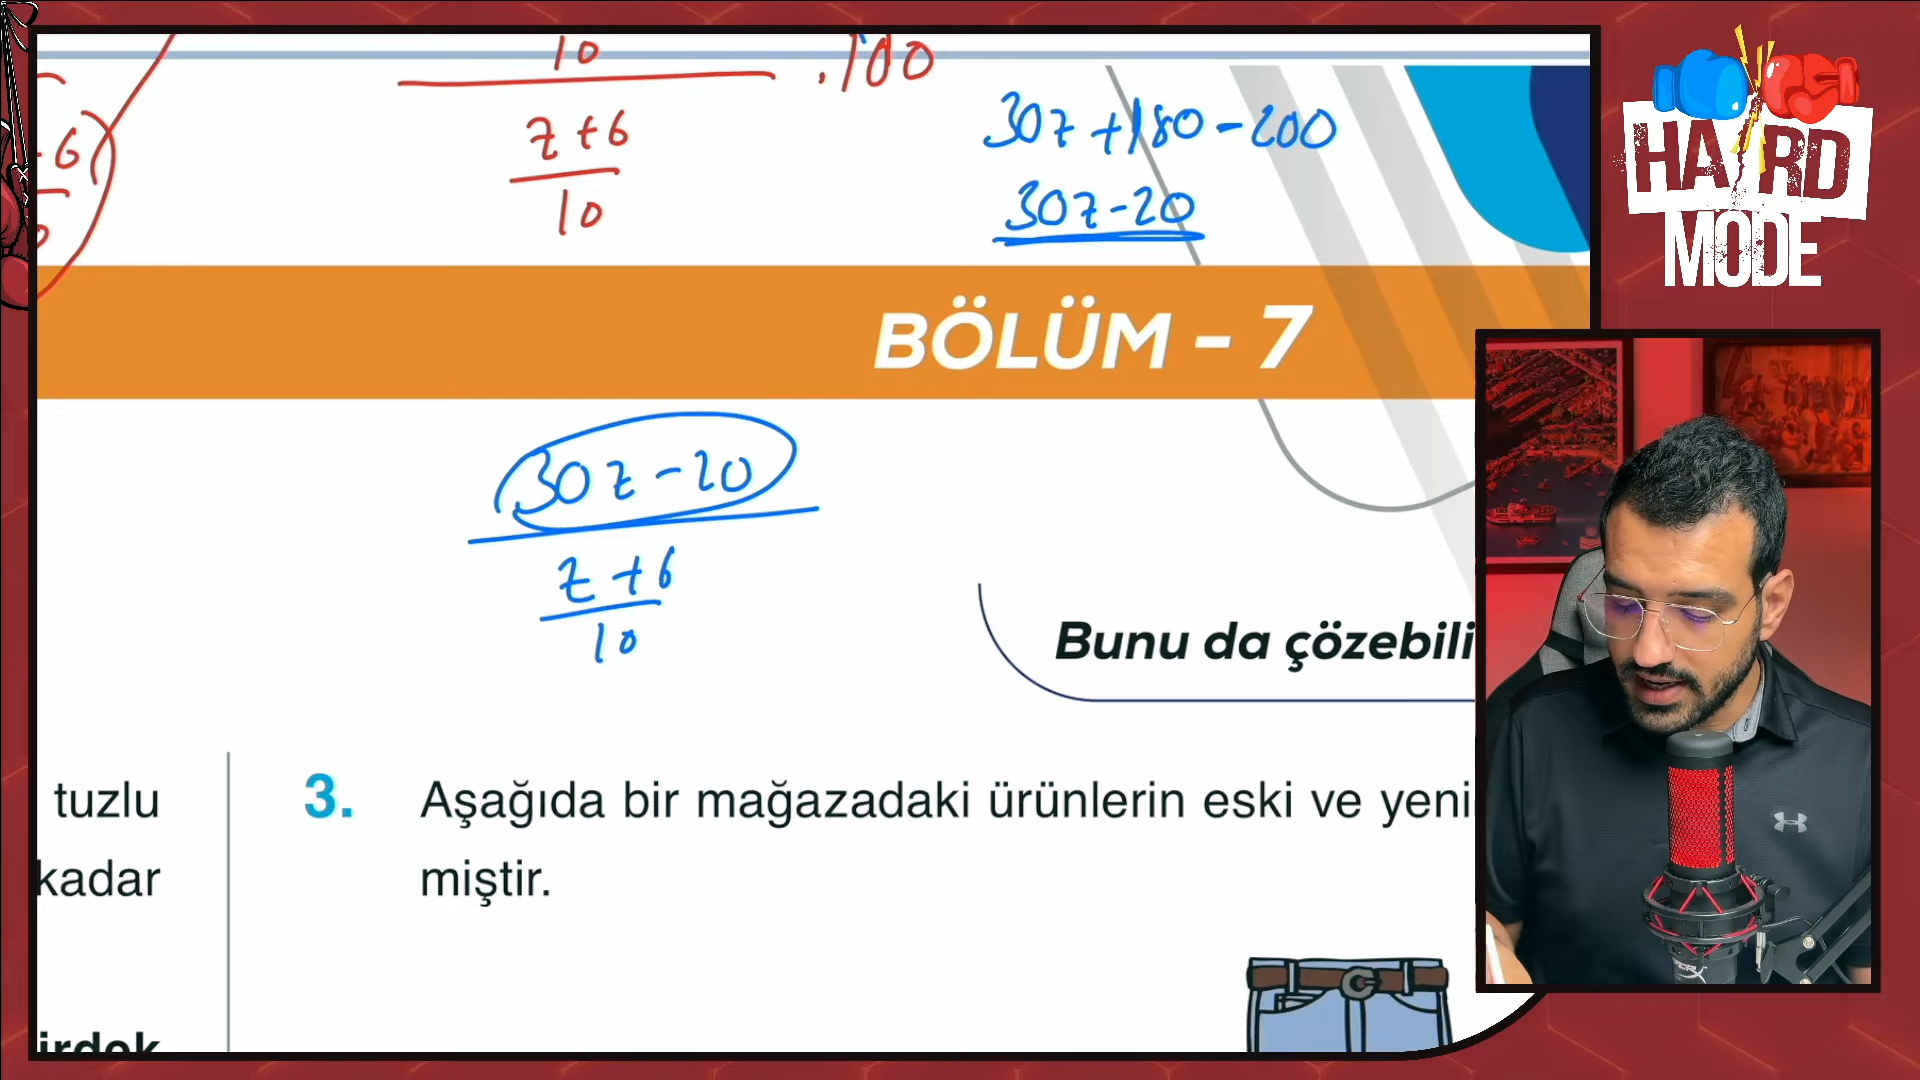 10
.100
z+6
10
6)
30z+180-200
30z-20
HARD
MODE
BÖLÜM - 7
30z-20
z+6
10
Bunu da çözebili
tuzlu
kadar
3. Aşağıda bir mağazadaki ürünlerin eski ve yeni
miştir.